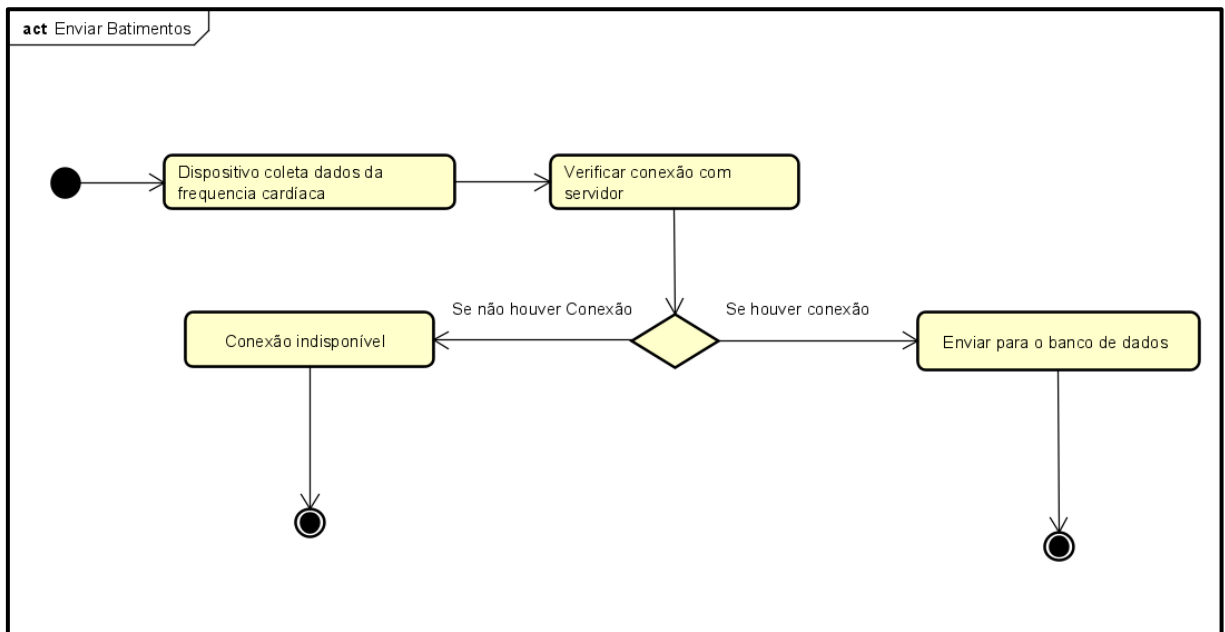 act Enviar Batimentos
Dispositivo coleta dados da
frequencia cardíaca
Verificar conexão com
servidor
Se não houver Conexão
Se houver conexão
Conexão indisponível
Enviar para o banco de dados